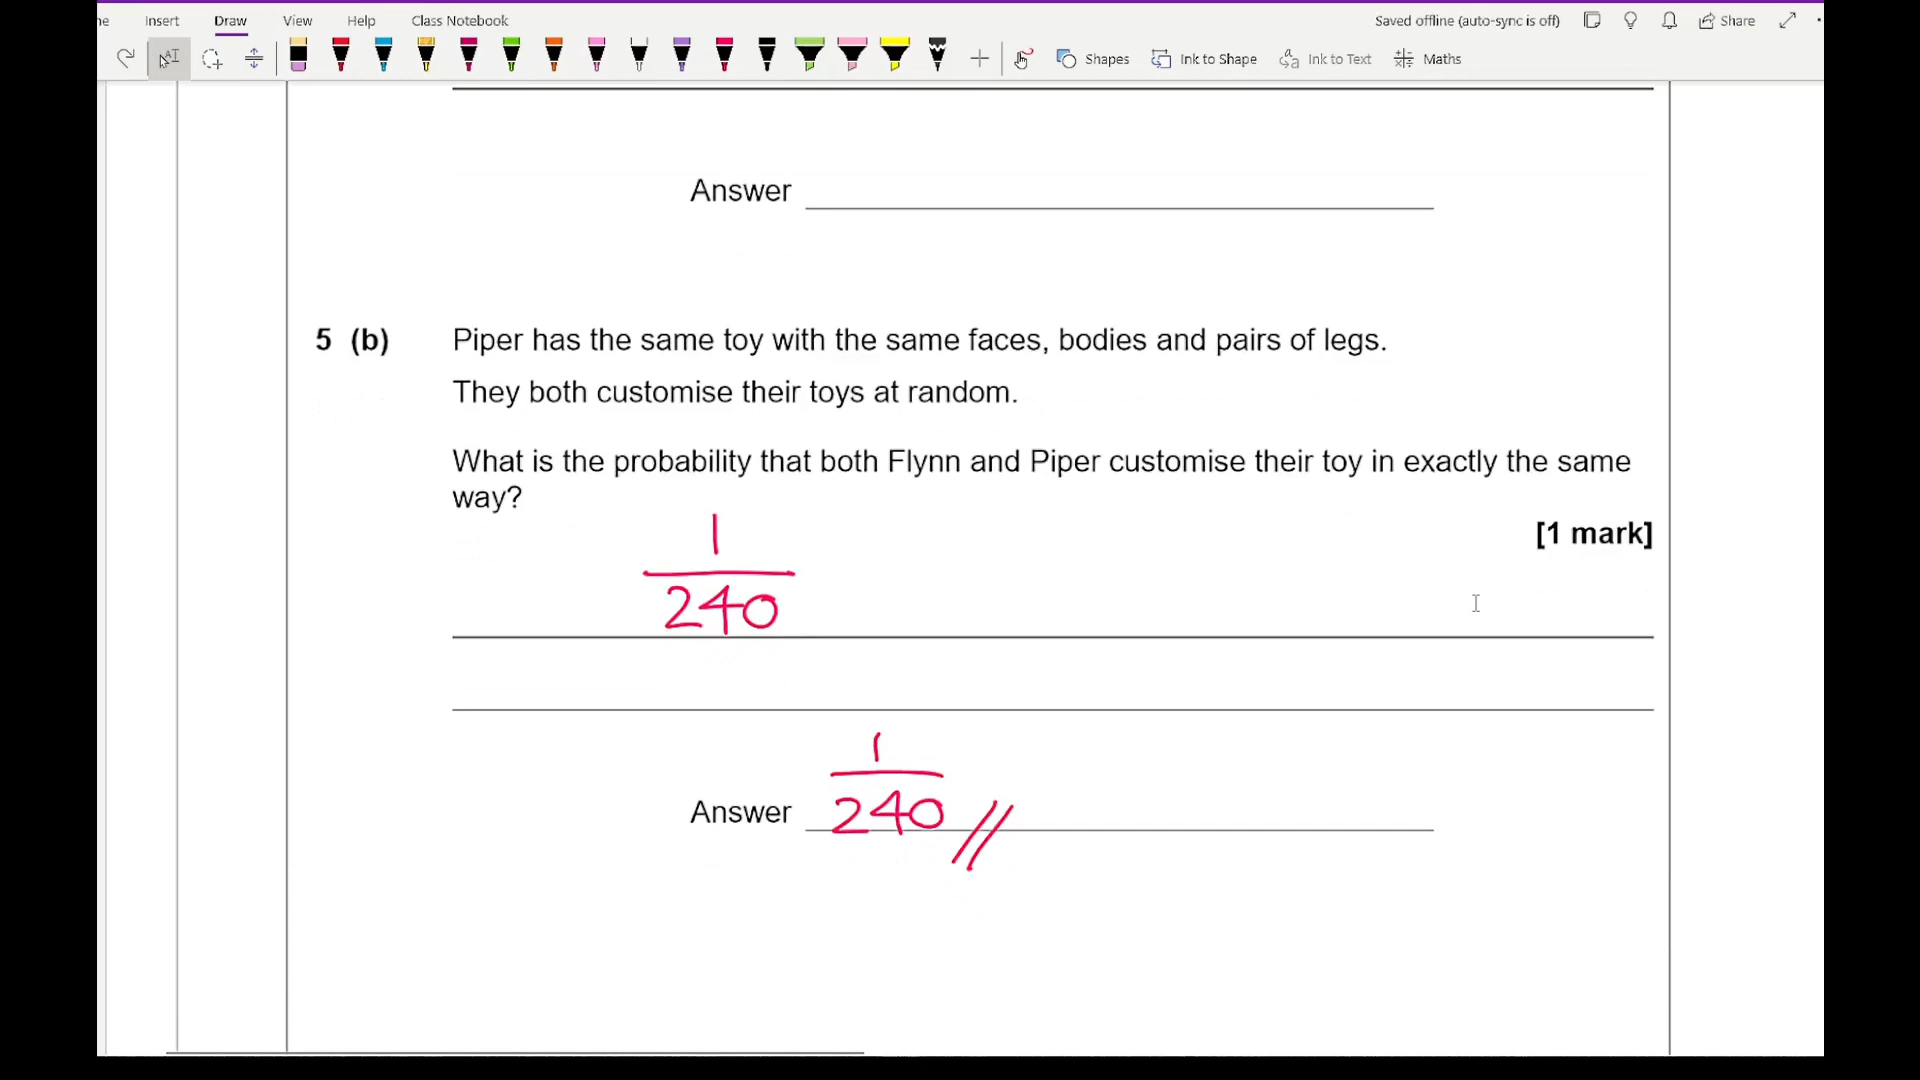 Insert Draw View Help Class Notebook Saved offline (auto-sync is off) Share
Shapes Ink to Shape Ink to Text Maths
Answer
5 (b) Piper has the same toy with the same faces, bodies and pairs of legs.
They both customise their toys at random.
What is the probability that both Flynn and Piper customise their toy in exactly the same
way?
[1 mark]
1
240
1
Answer 240